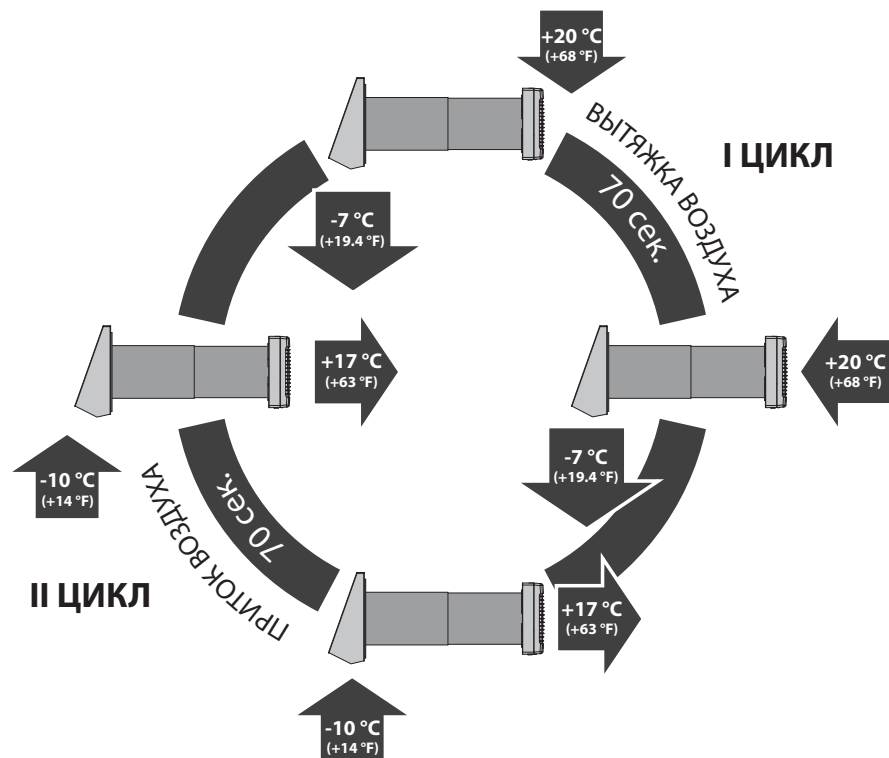 +20 °C
(+68 °F)
ВЫТЯЖКА ВОЗДУХА
70 сек.
I ЦИКЛ
-7 °C
(+19.4 °F)
+17 °C
(+63 °F)
+20 °C
(+68 °F)
-10 °C
(+14 °F)
-7 °C
(+19.4 °F)
ПРИТОК ВОЗДУХА
70 сек.
II ЦИКЛ
+17 °C
(+63 °F)
-10 °C
(+14 °F)